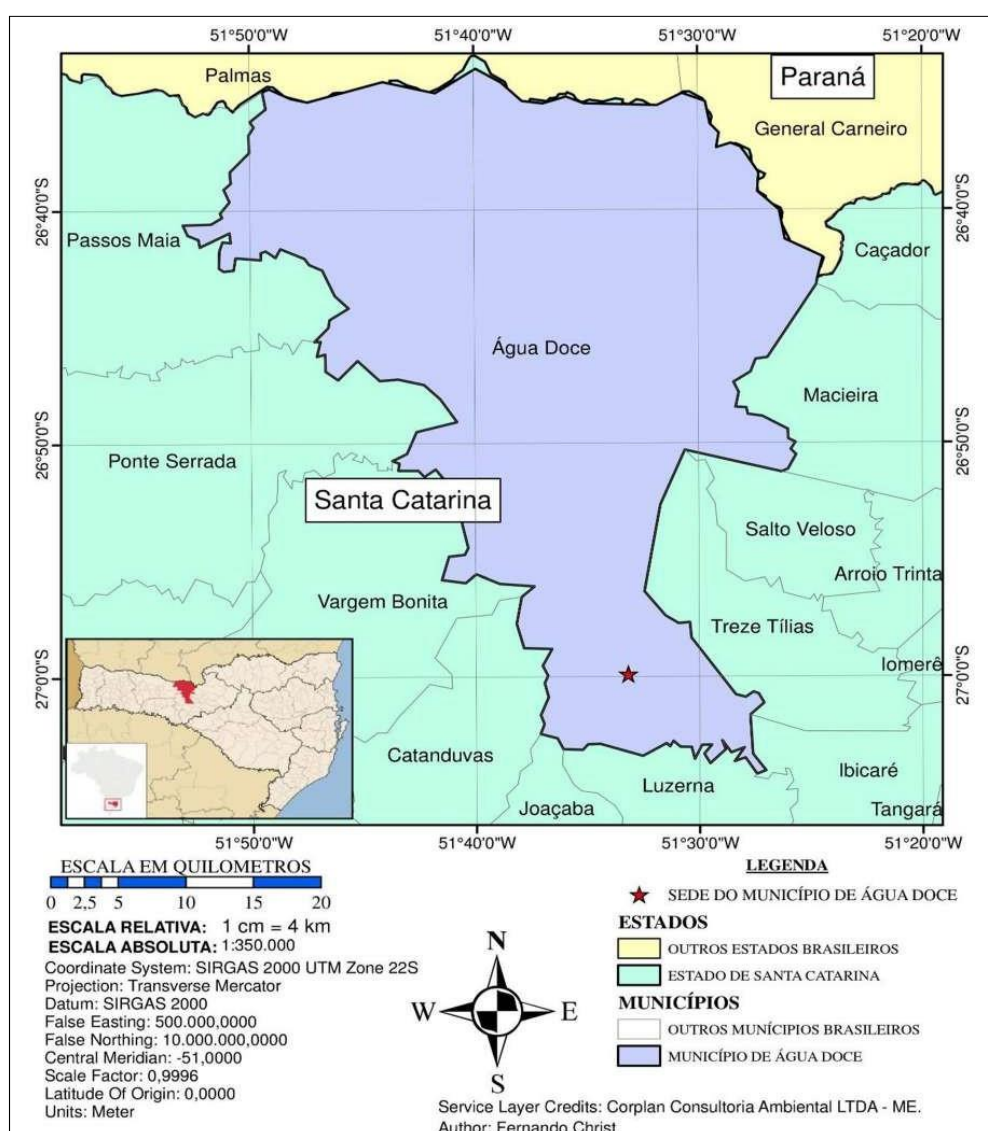 51°50'0"W 51°40'0"W 51°30'0"W 51°20'0"W
Palmas
Paraná
General Carneiro
26°40'0"S 26°40'0"S
Passos Maia
Caçador
Água Doce
Macieira
26°50'0"S 26°50'0"S
Ponte Serrada
Santa Catarina
Salto Veloso
Arroio Trinta
Vargem Bonita
Treze Tílias
Iomerê
27°0'0"S 27°0'0"S
Catanduvas
Ibicaré
Luzerna
Joaçaba
Tangará
51°50'0"W 51°40'0"W 51°30'0"W 51°20'0"W
ESCALA EM QUILOMETROS
0 2,5 5 10 15 20
ESCALA RELATIVA: 1 cm = 4 km
ESCALA ABSOLUTA: 1:350.000
Coordinate System: SIRGAS 2000 UTM Zone 22S
Projection: Transverse Mercator
Datum: SIRGAS 2000
False Easting: 500.000,0000
False Northing: 10.000.000,0000
Central Meridian: -51,0000
Scale Factor: 0,9996
Latitude Of Origin: 0,0000
Units: Meter
N
W E
S
LEGENDA
SEDE DO MUNICÍPIO DE ÁGUA DOCE
ESTADOS
OUTROS ESTADOS BRASILEIROS
ESTADO DE SANTA CATARINA
MUNICÍPIOS
OUTROS MUNÍCIPIOS BRASILEIROS
MUNICÍPIO DE ÁGUA DOCE
Service Layer Credits: Corplan Consultoria Ambiental LTDA - ME.
Author: Fernando Christ